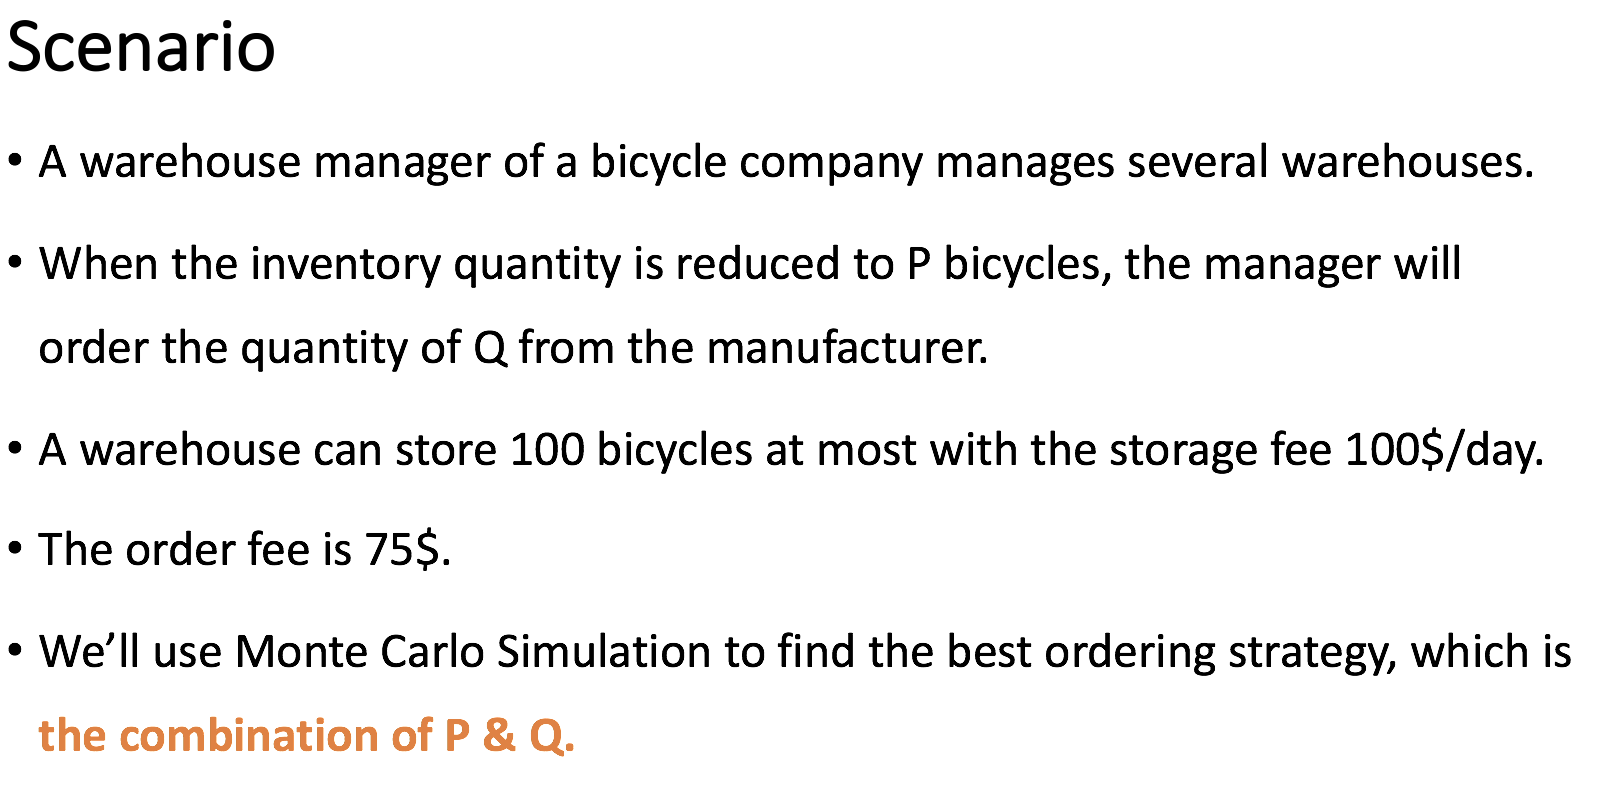 Scenario
• A warehouse manager of a bicycle company manages several warehouses.
• When the inventory quantity is reduced to P bicycles, the manager will
order the quantity of Q from the manufacturer.
• A warehouse can store 100 bicycles at most with the storage fee 100$/day.
• The order fee is 75$.
• We’ll use Monte Carlo Simulation to find the best ordering strategy, which is
the combination of P & Q.